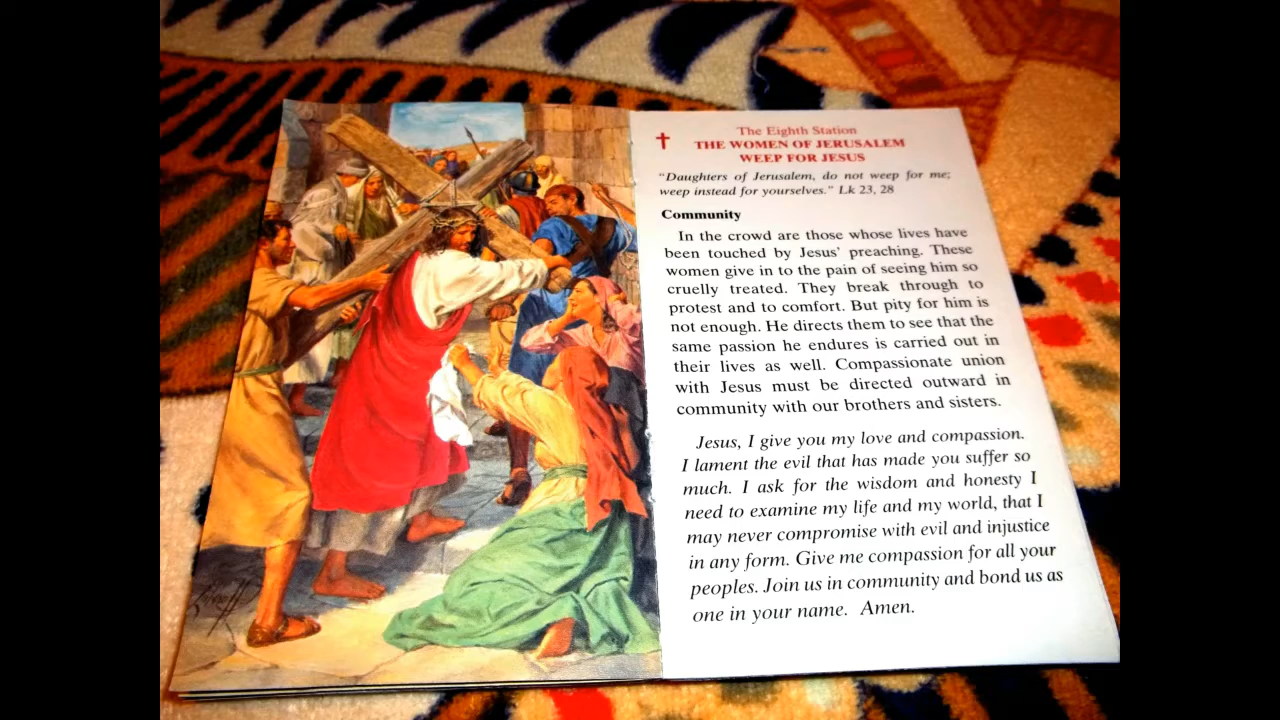 The Eighth Station
THE WOMEN OF JERUSALEM
WEEP FOR JESUS
"Daughters of Jerusalem, do not weep for me;
weep instead for yourselves." Lk 23, 28
Community
In the crowd are those whose lives have
been touched by Jesus' preaching. These
women give in to the pain of seeing him so
cruelly treated. They break through to
protest and to comfort. But pity for him is
not enough. He directs them to see that the
same passion he endures is carried out in
their lives as well. Compassionate union
with Jesus must be directed outward in
community with our brothers and sisters.
Jesus, I give you my love and compassion.
I lament the evil that has made you suffer so
much. I ask for the wisdom and honesty I
need to examine my life and my world, that I
may never compromise with evil and injustice
in any form. Give me compassion for all your
peoples. Join us in community and bond us as
one in your name. Amen.